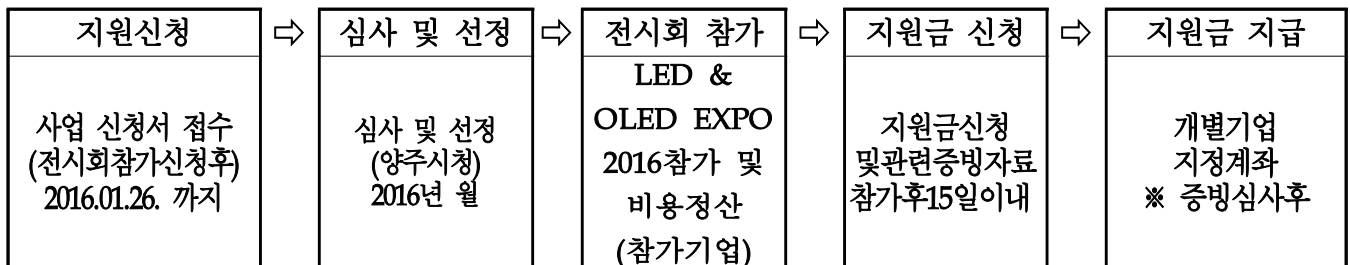 지원신청 ⇨ 심사 및 선정 ⇨ 전시회 참가 ⇨ 지원금 신청 ⇨ 지원금 지급
사업 신청서 접수
(전시회참가신청후)
2016.01.26. 까지
심사 및 선정
(양주시청)
2016년 월
LED &
OLED EXPO
2016참가 및
비용정산
(참가기업)
지원금신청
및관련증빙자료
참가후15일이내
개별기업
지정계좌
※ 증빙심사후